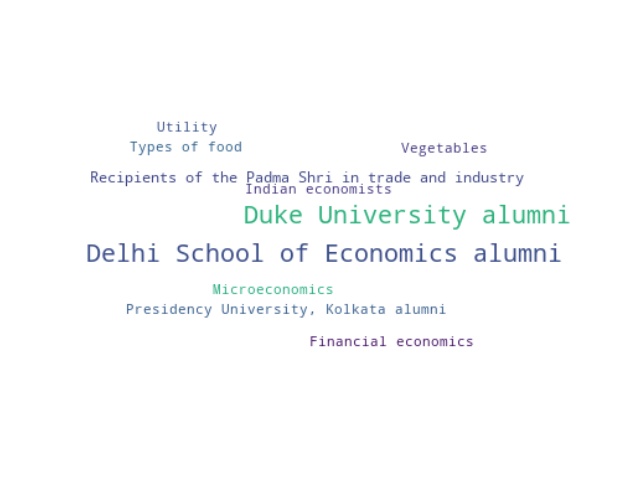 Utility
Types of food
Vegetables
Recipients of the Padma Shri in trade and industry
Indian economists
Duke University alumni
Delhi School of Economics alumni
Microeconomics
Presidency University, Kolkata alumni
Financial economics